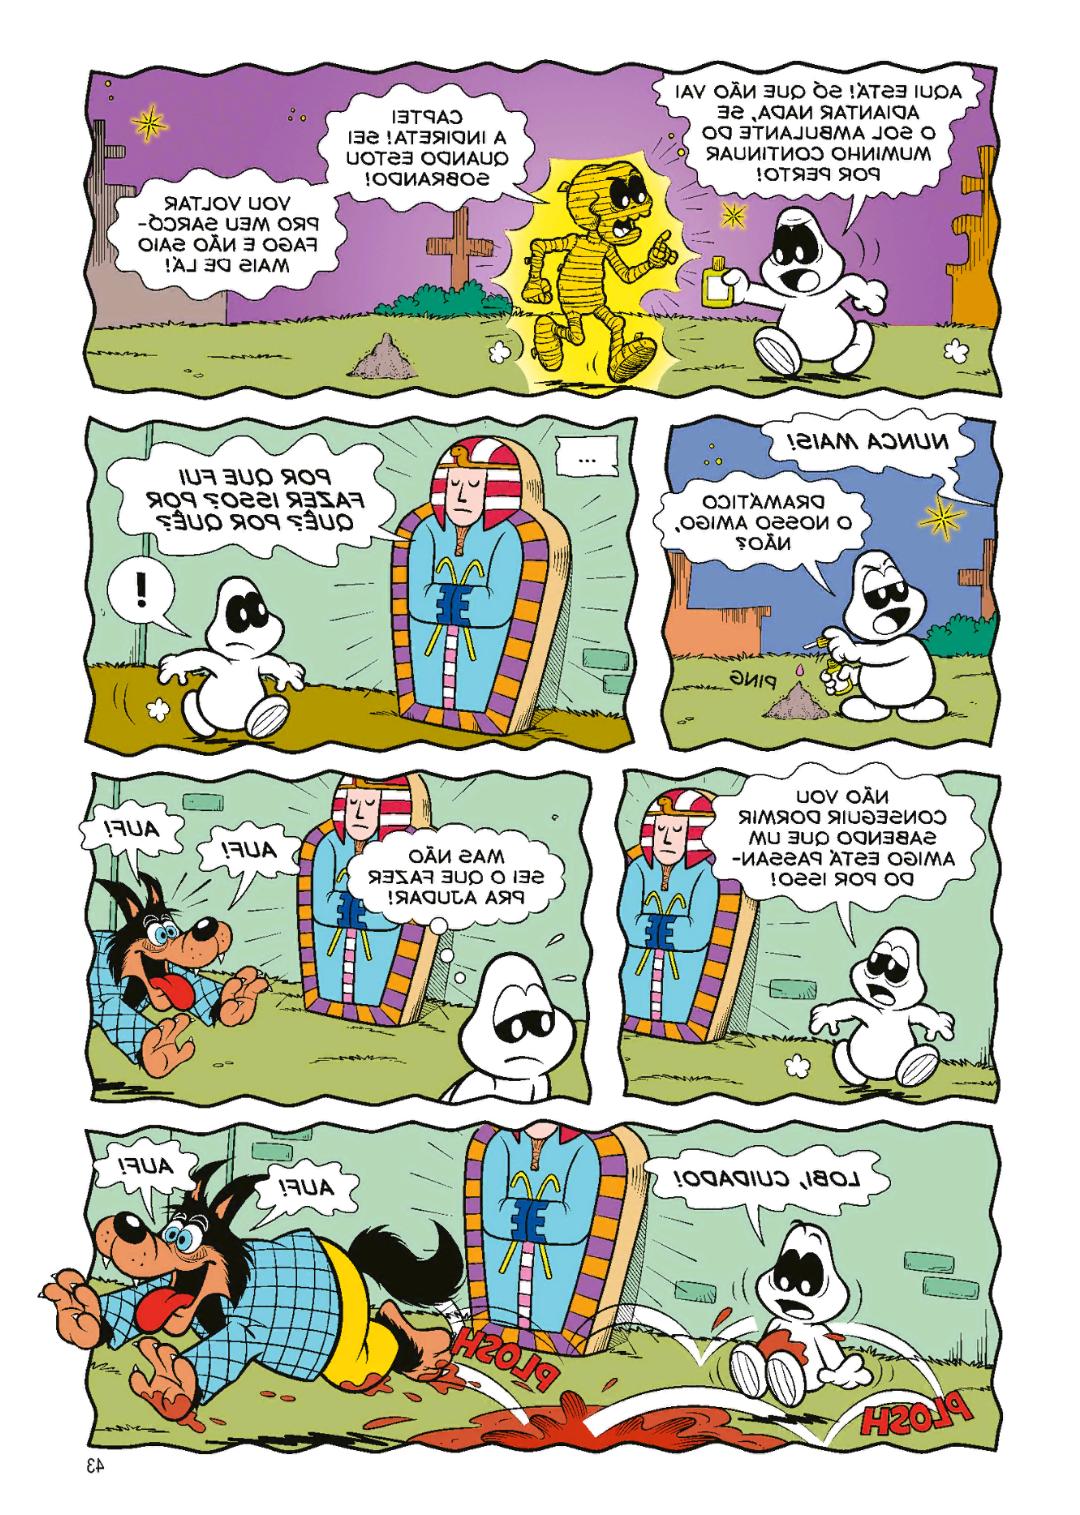 AQUI ESTÁ! SÓ QUE NÃO VAI
ADIANTAR NADA, SE
O SOL AMBULANTE DO
MUMINHO CONTINUAR
POR PERTO!
CAPTEI
A INDIRETA! SEI
QUANDO ESTOU
SOBRANDO!
VOU VOLTAR
PRO MEU SARCÓ-
FAGO E NÃO SAIO
MAIS DE LÁ!
NUNCA MAIS!
DRAMÁTICO
O NOSSO AMIGO,
NÃO?
PING
...
POR QUE FUI
FAZER ISSO? POR
QUÊ? POR QUÊ?
!
NÃO VOU
CONSEGUIR DORMIR
SABENDO QUE UM
AMIGO ESTÁ PASSAN-
DO POR ISSO!
MAS NÃO
SEI O QUE FAZER
PRA AJUDAR!
AUF!
AUF!
LOBI, CUIDADO!
PLOSH
PLOSH
AUF!
AUF!
43